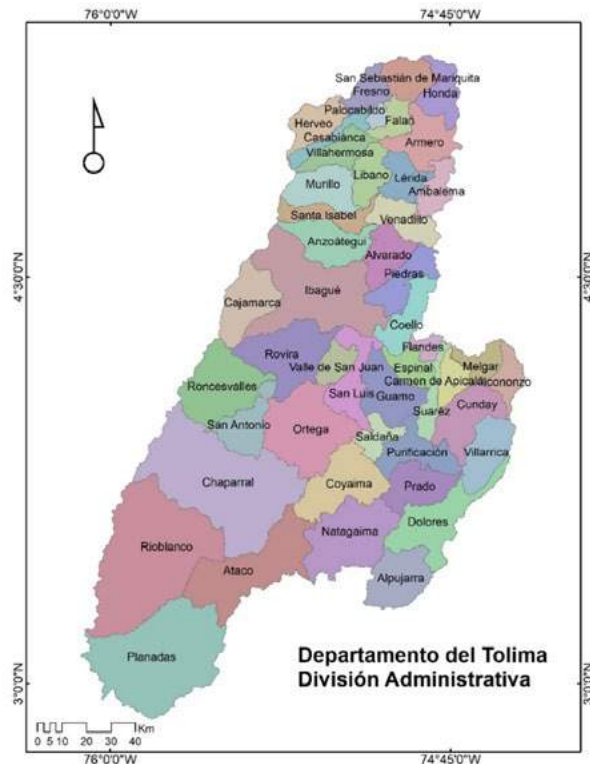 76°0'0"W
74°45'0"W
San Sebastián de Mariquita
Fresno
Honda
Palocabildo
Falan
Herveo
Casabianca
Armero
Villahermosa
Líbano
Lérida
Murillo
Ambalema
Santa Isabel
Venadillo
Anzoátegui
Alvarado
4°30'0"N
4°30'0"N
Piedras
Ibagué
Cajamarca
Coello
Flandes
Rovira
Valle de San Juan
Espinal
Melgar
Carmen de Apicalá
Icononzo
Roncesvalles
San Luis
Guamo
Cunday
Suaréz
San Antonio
Ortega
Saldaña
Purificación
Villarrica
Chaparral
Coyaima
Prado
Natagaima
Dolores
Rioblanco
Ataco
Alpujarra
Planadas
Departamento del Tolima
División Administrativa
3°0'0"N
3°0'0"N
Km
0 5 10 20 30 40
76°0'0"W
74°45'0"W